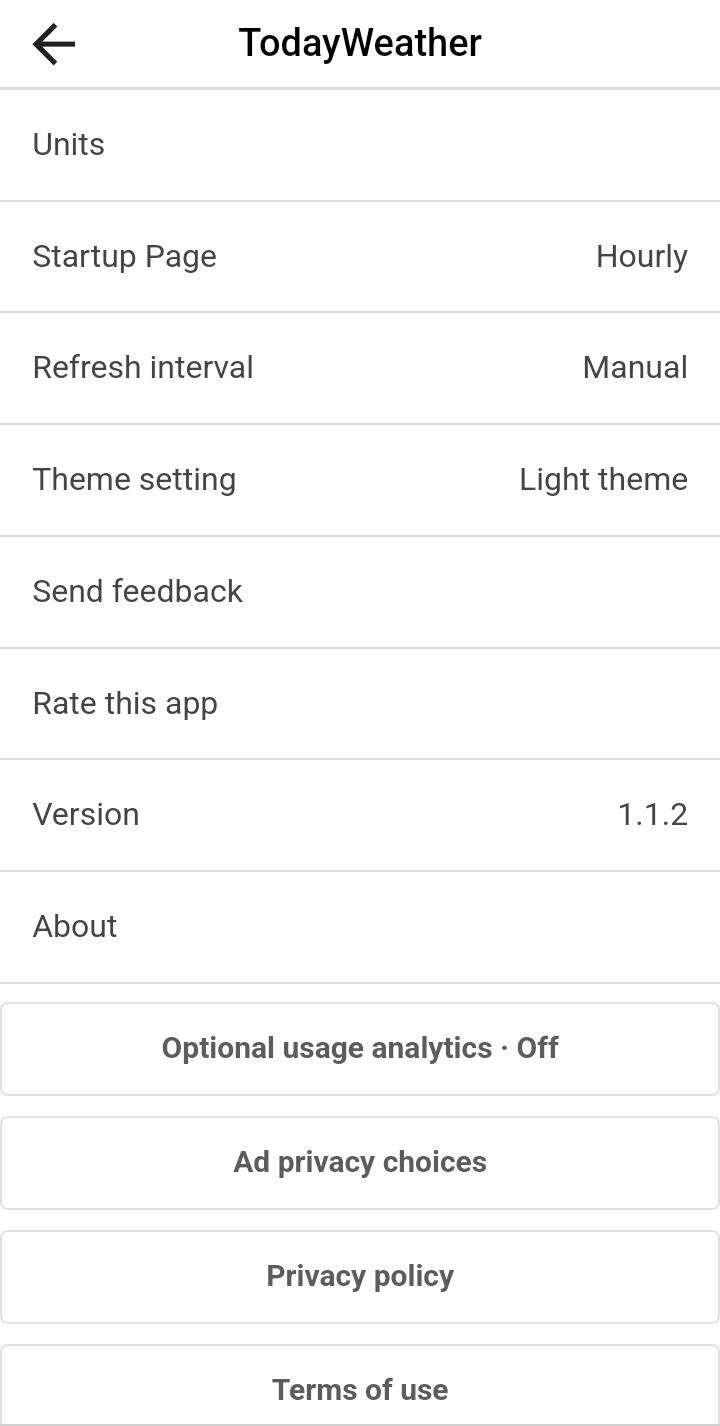 TodayWeather
Units
Startup Page Hourly
Refresh interval Manual
Theme setting Light theme
Send feedback
Rate this app
Version 1.1.2
About
Optional usage analytics · Off
Ad privacy choices
Privacy policy
Terms of use